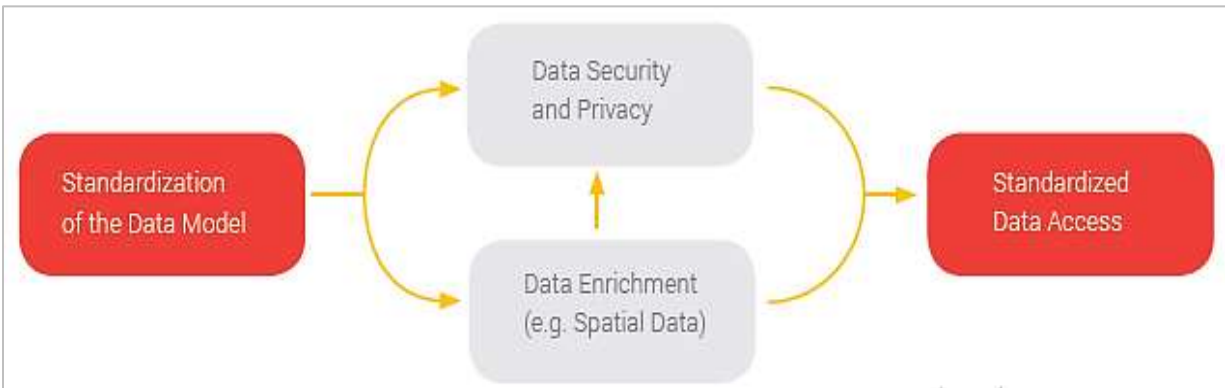 Data Security
and Privacy
Standardization
of the Data Model
Standardized
Data Access
Data Enrichment
(e.g. Spatial Data)